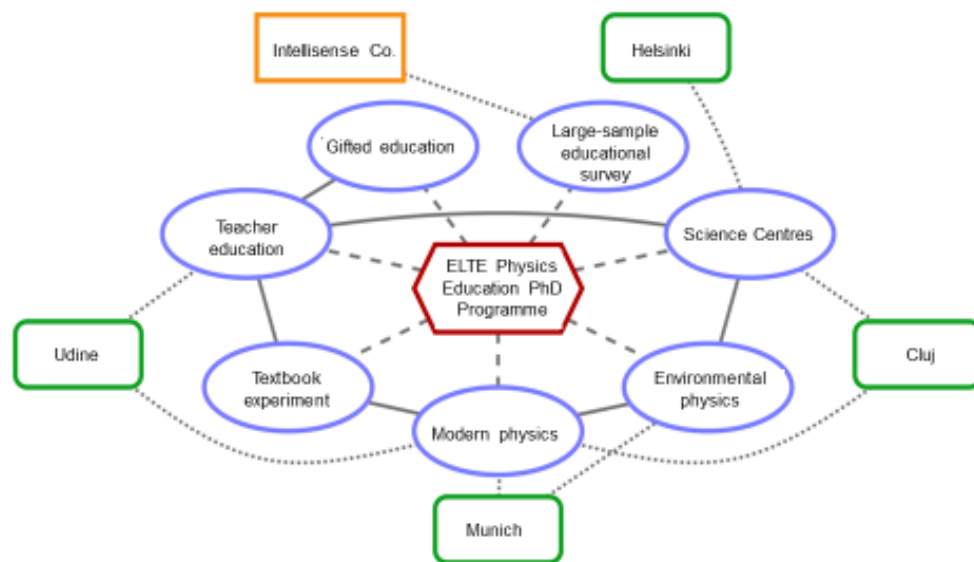 Intellisense Co.
Helsinki
Gifted education
Large-sample
educational
survey
Teacher
education
Science Centres
ELTE Physics
Education PhD
Programme
Udine
Cluj
Textbook
experiment
Environmental
physics
Modern physics
Munich